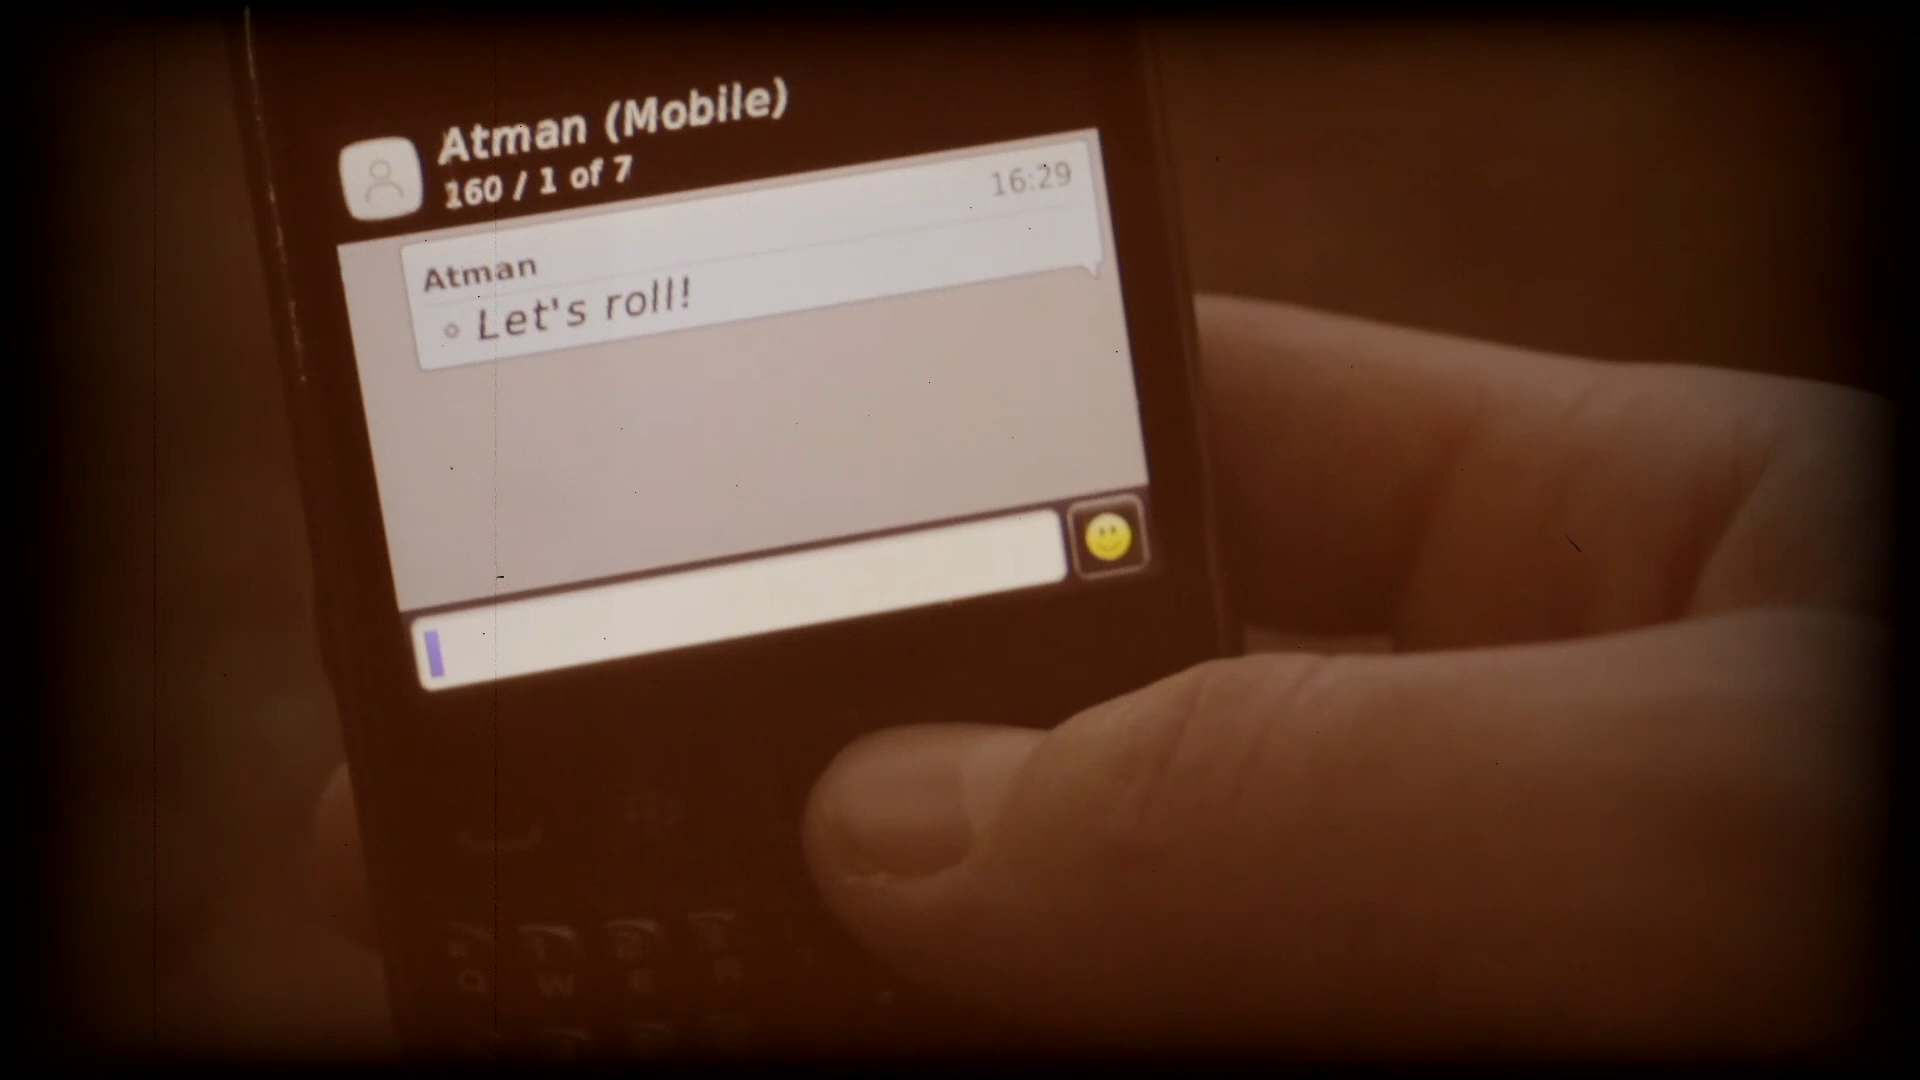 Atman (Mobile)
160 / 1 of 7
16:29
Atman
Let's roll!
Q W E R